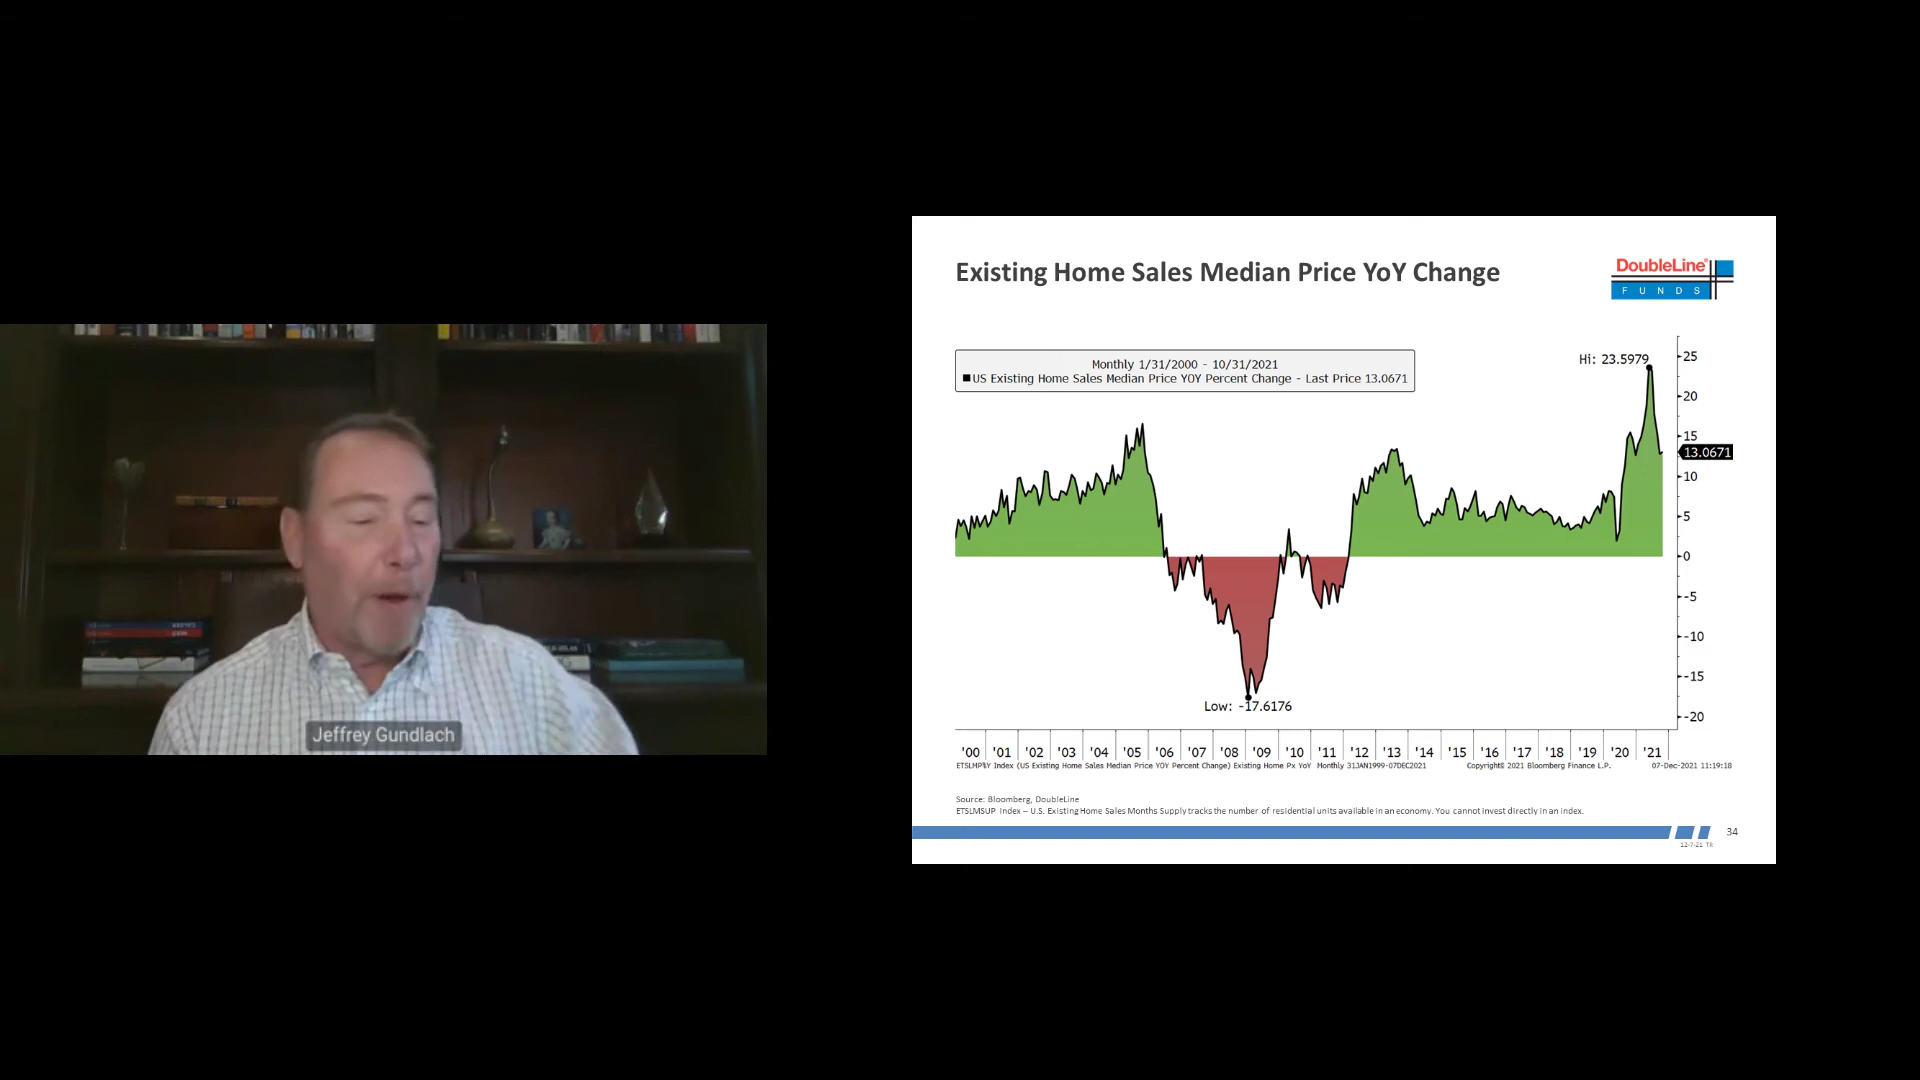 Jeffrey Gundlach
Existing Home Sales Median Price YoY Change
DoubleLine®
FUNDS
Monthly 1/31/2000 - 10/31/2021
US Existing Home Sales Median Price YOY Percent Change - Last Price 13.0671
Hi: 23.5979
25
20
15
13.0671
10
5
0
-5
-10
-15
-20
Low: -17.6176
'00 '01 '02 '03 '04 '05 '06 '07 '08 '09 '10 '11 '12 '13 '14 '15 '16 '17 '18 '19 '20 '21
Index (US Existing Home Sales Median Price YOY Percent Change) Existing Home Px YoY Monthly 31JAN1999-07DEC2021 Copyright© 2021 Bloomberg Finance L.P. 07-Dec-2021 11:19:18
Source: Bloomberg, DoubleLine
ETSLMSUP Index – U.S. Existing Home Sales Months Supply tracks the number of residential units available in an economy. You cannot invest directly in an index.
34
12-7-21 TR